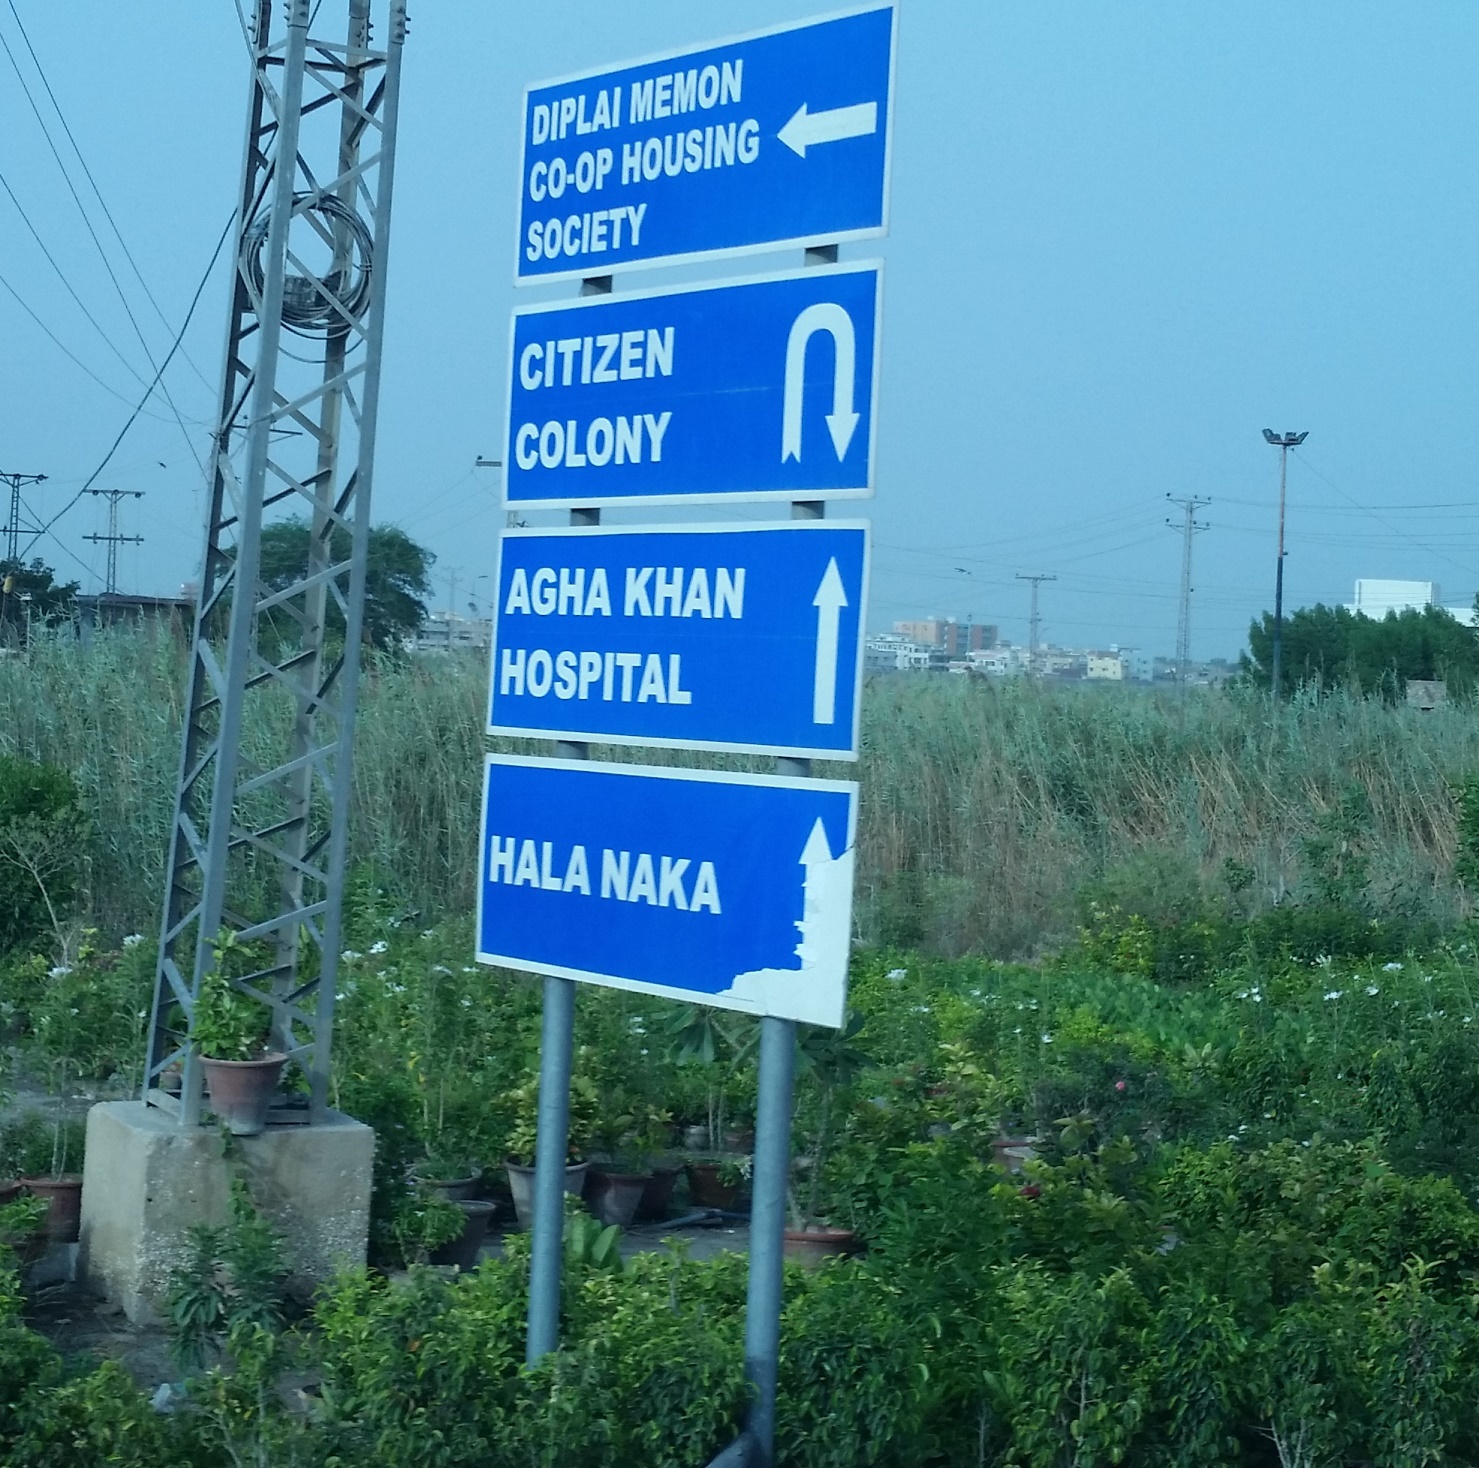 DIPLAI MEMON
CO-OP HOUSING
SOCIETY
CITIZEN
COLONY
AGHA KHAN
HOSPITAL
HALA NAKA